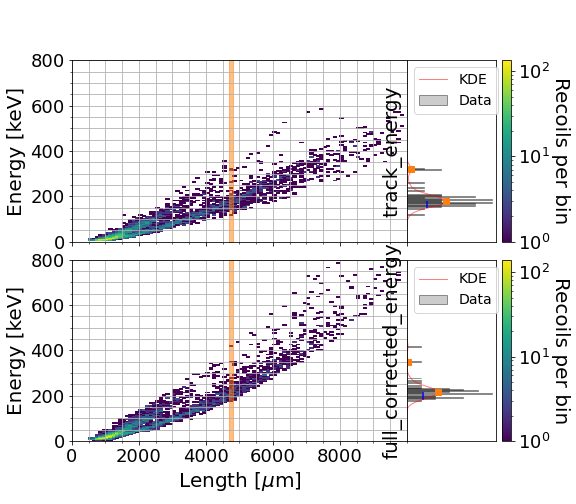 800
600
400
200
0
Energy [keV]
track_energy
KDE
Data
10²
10¹
10⁰
Recoils per bin
800
600
400
200
0
Energy [keV]
full_corrected_energy
KDE
Data
10²
10¹
10⁰
Recoils per bin
0 2000 4000 6000 8000
Length [μm]